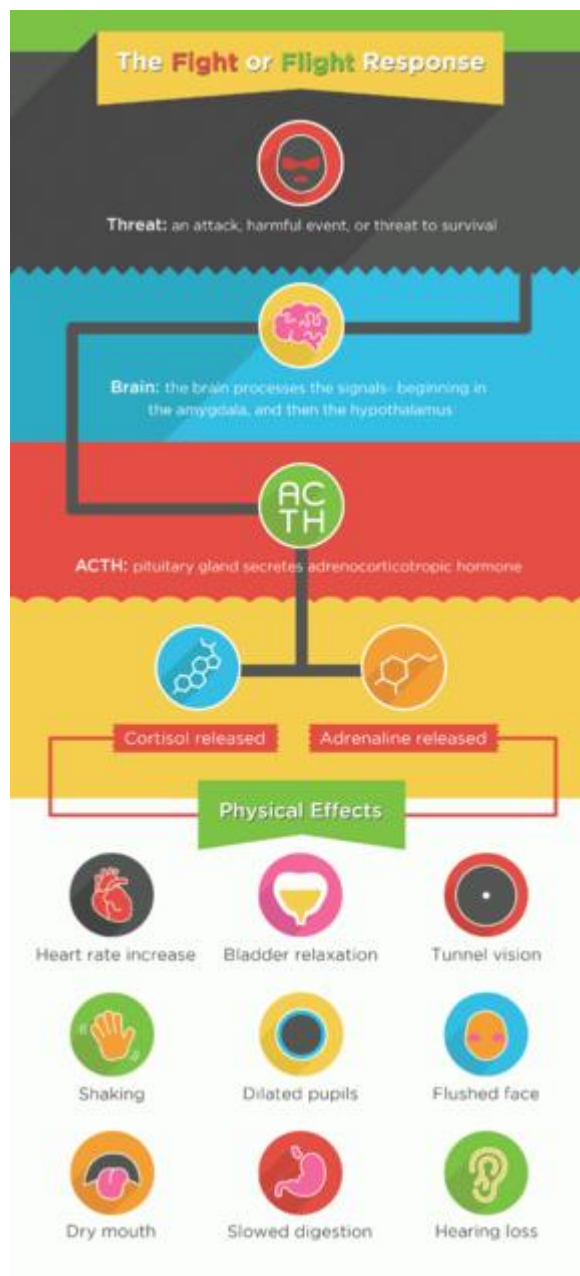 The Fight or Flight Response
Threat: an attack, harmful event, or threat to survival
Brain: the brain processes the signals- beginning in
the amygdala, and then the hypothalamus
AC
TH
ACTH: pituitary gland secretes adrenocorticotropic hormone
Cortisol released
Adrenaline released
Physical Effects
Heart rate increase
Bladder relaxation
Tunnel vision
Shaking
Dilated pupils
Flushed face
Dry mouth
Slowed digestion
Hearing loss